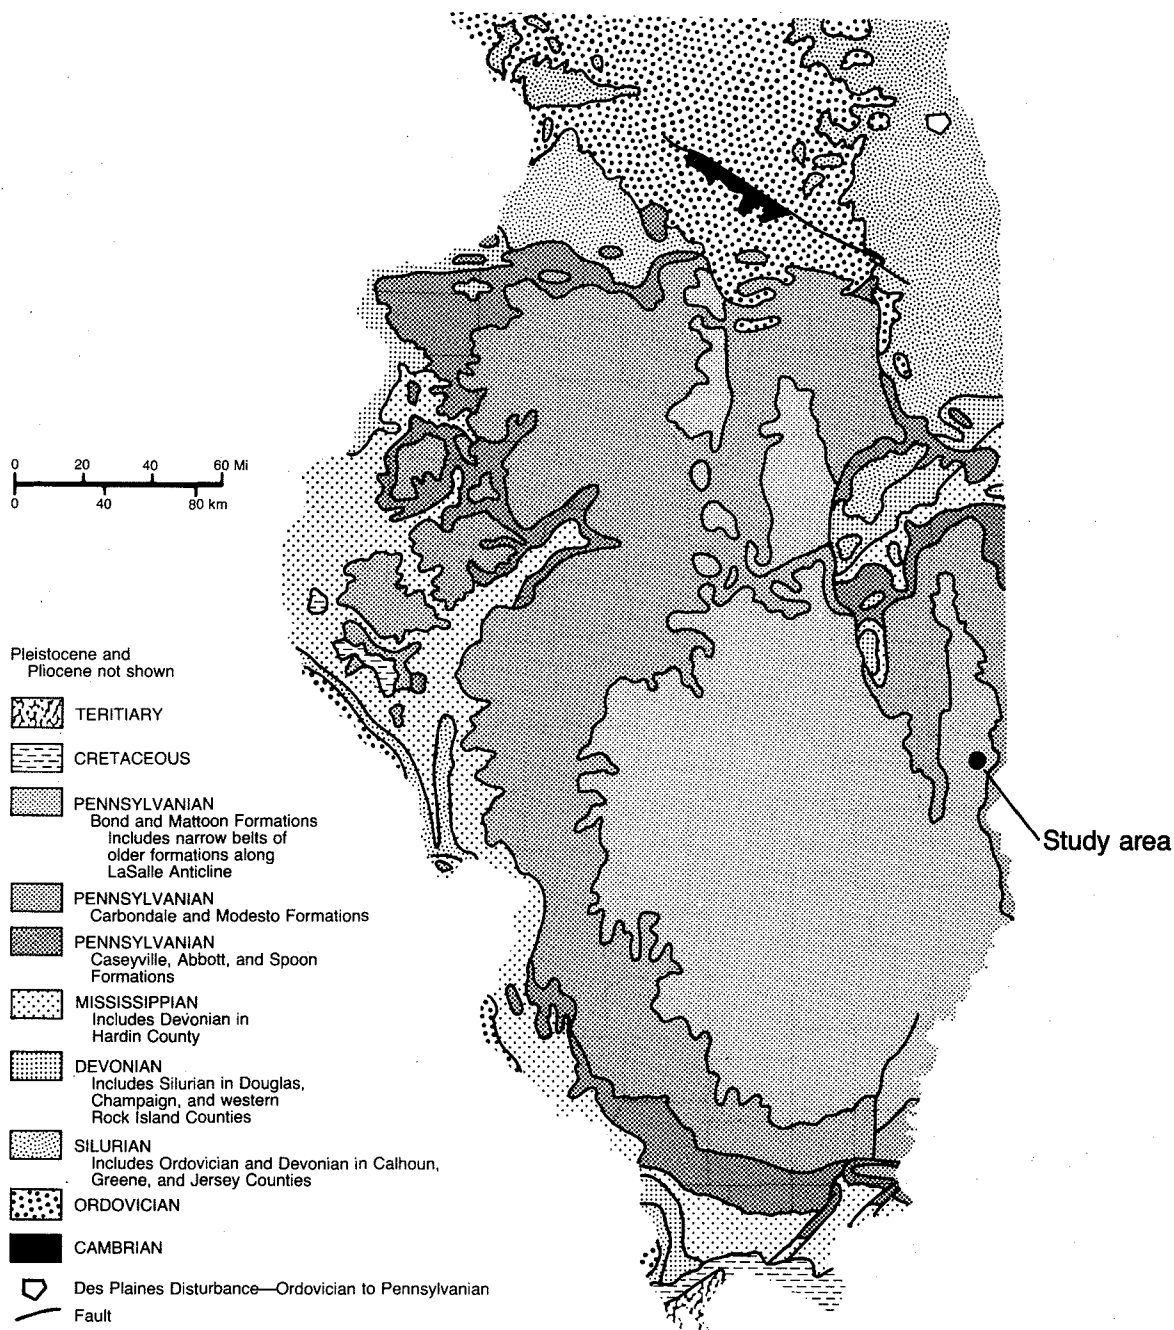 0 20 40 60 Mi
0 40 80 km
Pleistocene and
Pliocene not shown
TERITIARY
CRETACEOUS
PENNSYLVANIAN
Bond and Mattoon Formations
Includes narrow belts of
older formations along
LaSalle Anticline
PENNSYLVANIAN
Carbondale and Modesto Formations
PENNSYLVANIAN
Caseyville, Abbott, and Spoon
Formations
MISSISSIPPIAN
Includes Devonian in
Hardin County
DEVONIAN
Includes Silurian in Douglas,
Champaign, and western
Rock Island Counties
SILURIAN
Includes Ordovician and Devonian in Calhoun,
Greene, and Jersey Counties
ORDOVICIAN
CAMBRIAN
Des Plaines Disturbance—Ordovician to Pennsylvanian
Fault
Study area